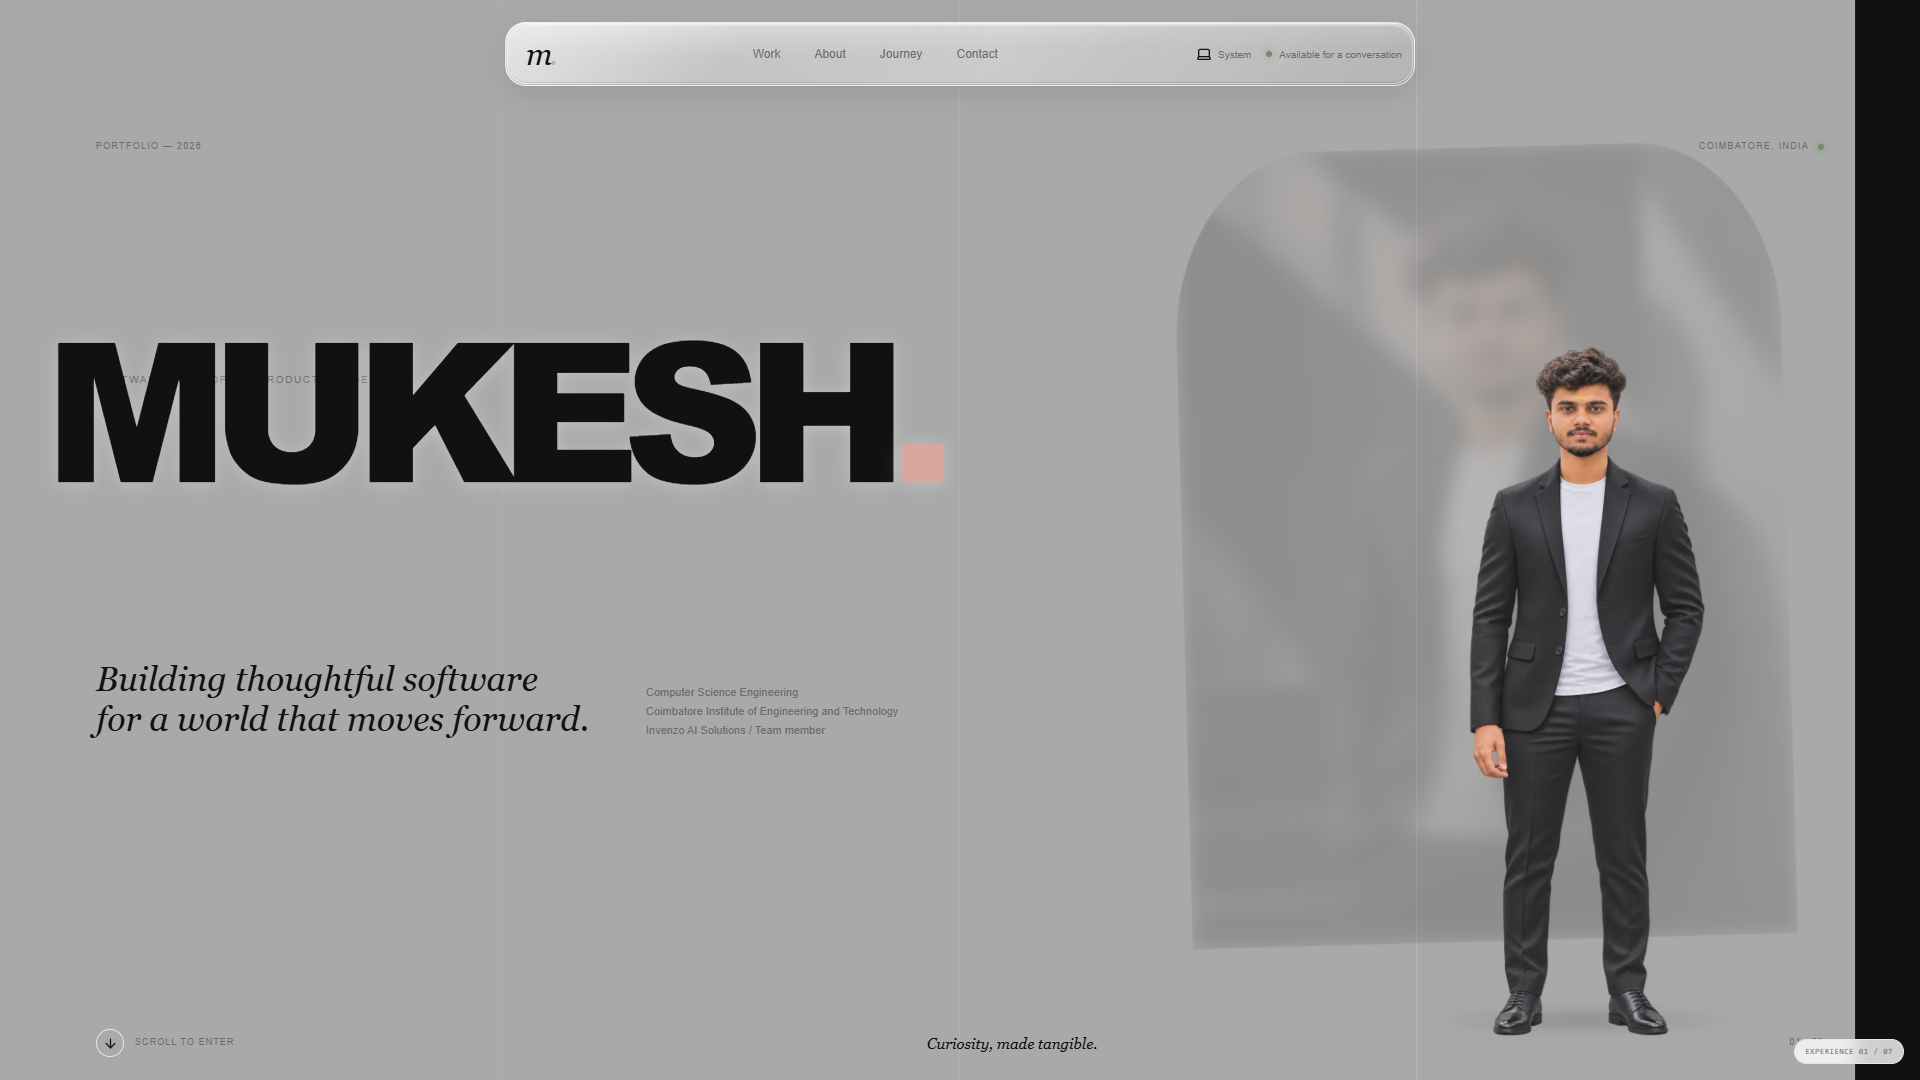 m.
Work
About
Journey
Contact
System
Available for a conversation
PORTFOLIO — 2026
COIMBATORE, INDIA
MUKESH.
Building thoughtful software
for a world that moves forward.
Computer Science Engineering
Coimbatore Institute of Engineering and Technology
Invenzo AI Solutions / Team member
SCROLL TO ENTER
Curiosity, made tangible.
EXPERIENCE 01 / 07